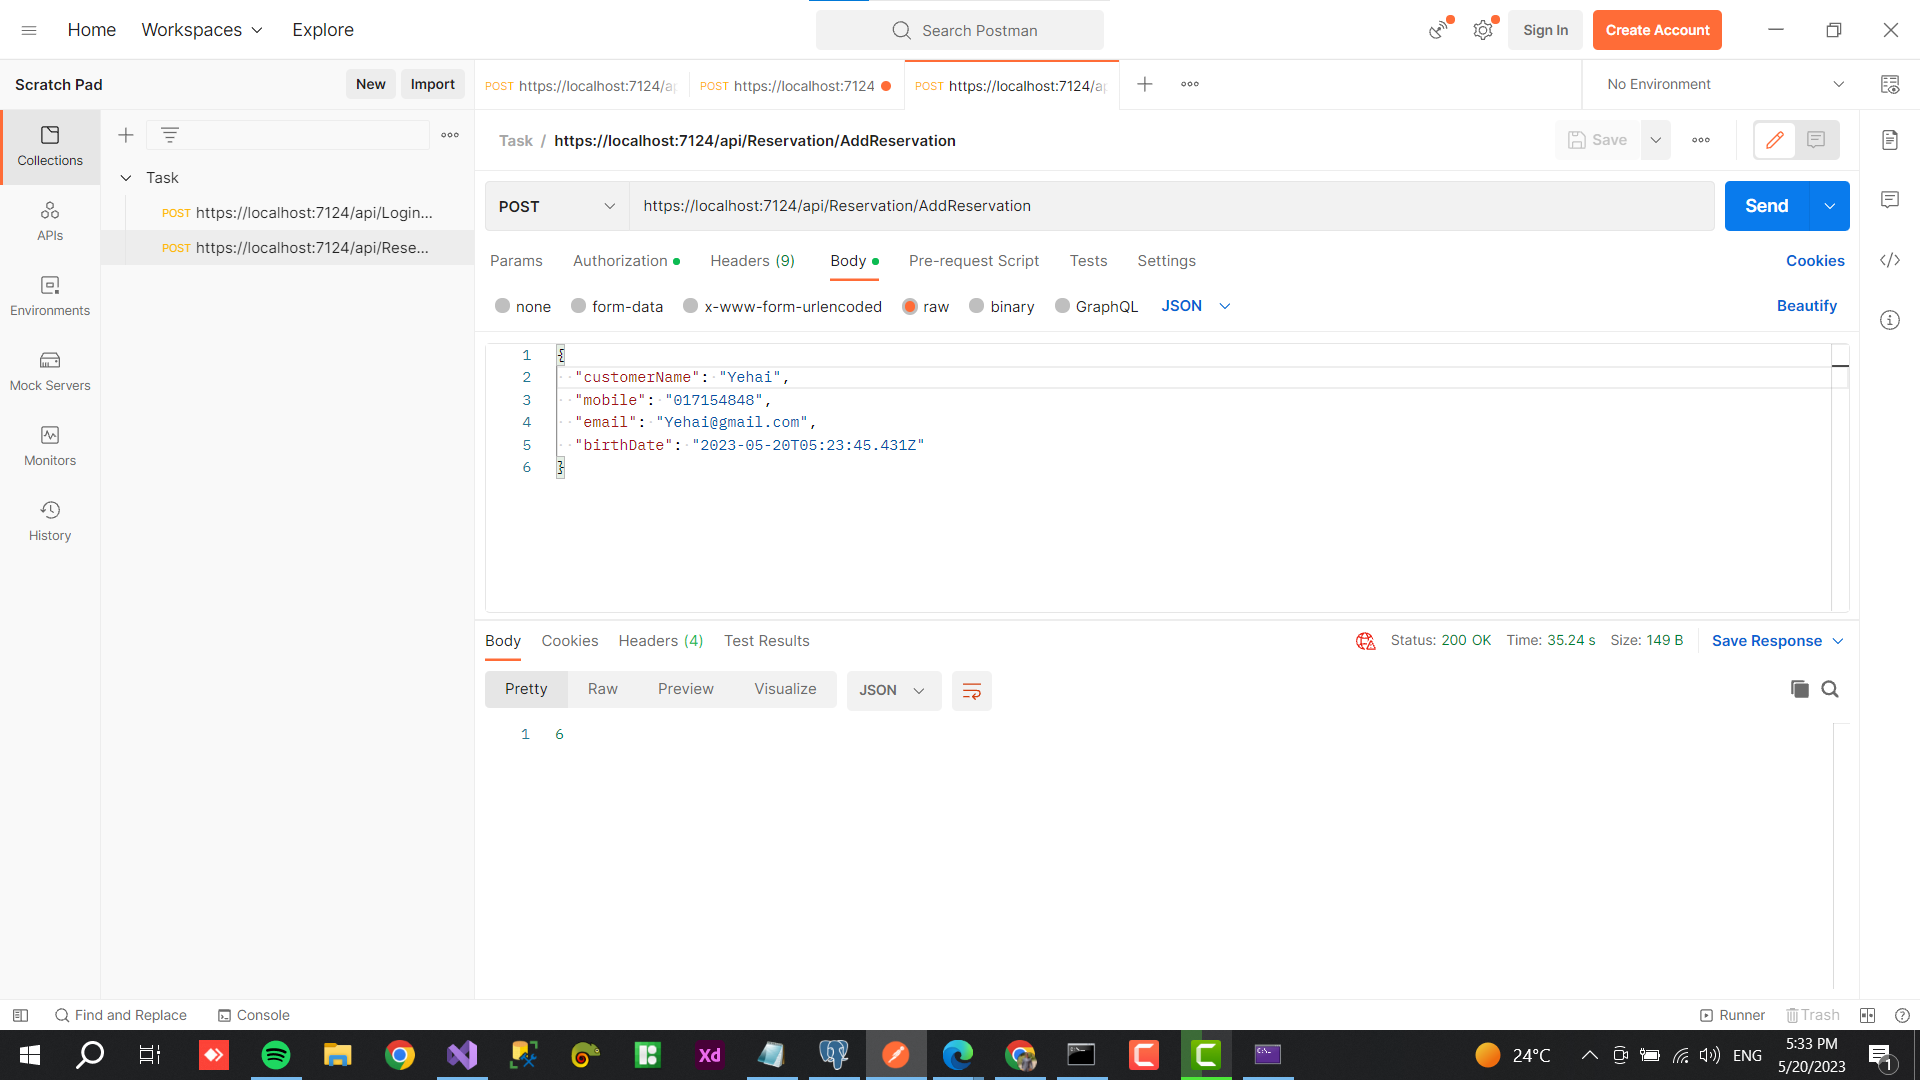 Home Workspaces Explore
Search Postman
Sign In
Create Account
Scratch Pad
New
Import
POST https://localhost:7124/ap
POST https://localhost:7124
POST https://localhost:7124/ap
No Environment
Collections
APIs
Environments
Mock Servers
Monitors
History
Task
POST https://localhost:7124/api/Login...
POST https://localhost:7124/api/Rese...
Task / https://localhost:7124/api/Reservation/AddReservation
Save
POST
https://localhost:7124/api/Reservation/AddReservation
Send
Params Authorization Headers (9) Body Pre-request Script Tests Settings
Cookies
none form-data x-www-form-urlencoded raw binary GraphQL JSON
Beautify
1 {
2 "customerName": "Yehai",
3 "mobile": "017154848",
4 "email": "Yehai@gmail.com",
5 "birthDate": "2023-05-20T05:23:45.431Z"
6 }
Body Cookies Headers (4) Test Results
Status: 200 OK Time: 35.24 s Size: 149 B
Save Response
Pretty Raw Preview Visualize JSON
1 6
Find and Replace Console
Runner Trash
Xd
24°C
ENG
5:33 PM
5/20/2023
1